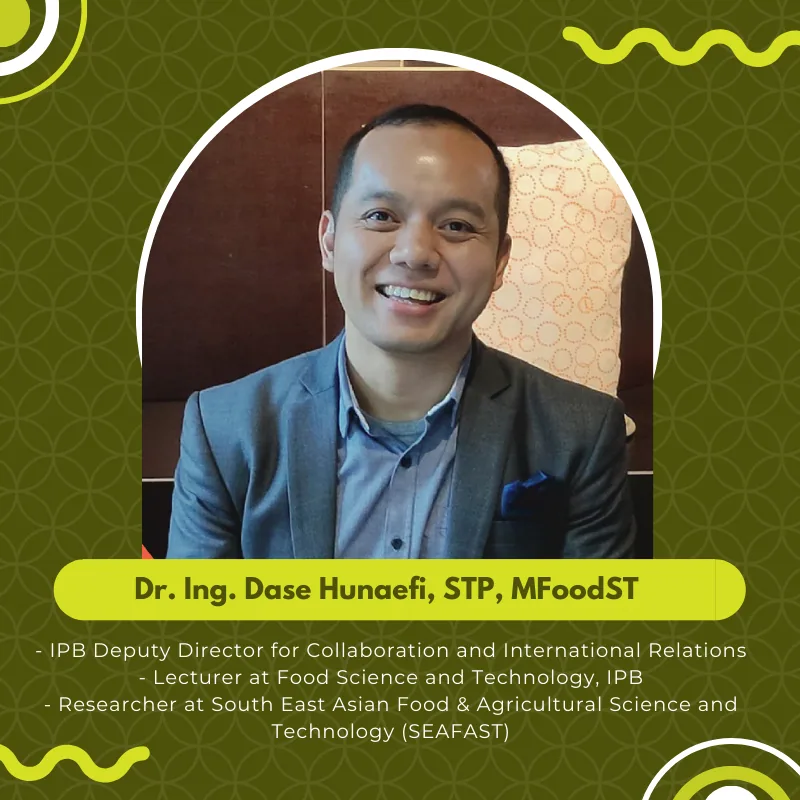 Dr. Ing. Dase Hunaefi, STP, MFoodST
- IPB Deputy Director for Collaboration and International Relations
- Lecturer at Food Science and Technology, IPB
- Researcher at South East Asian Food & Agricultural Science and
Technology (SEAFAST)